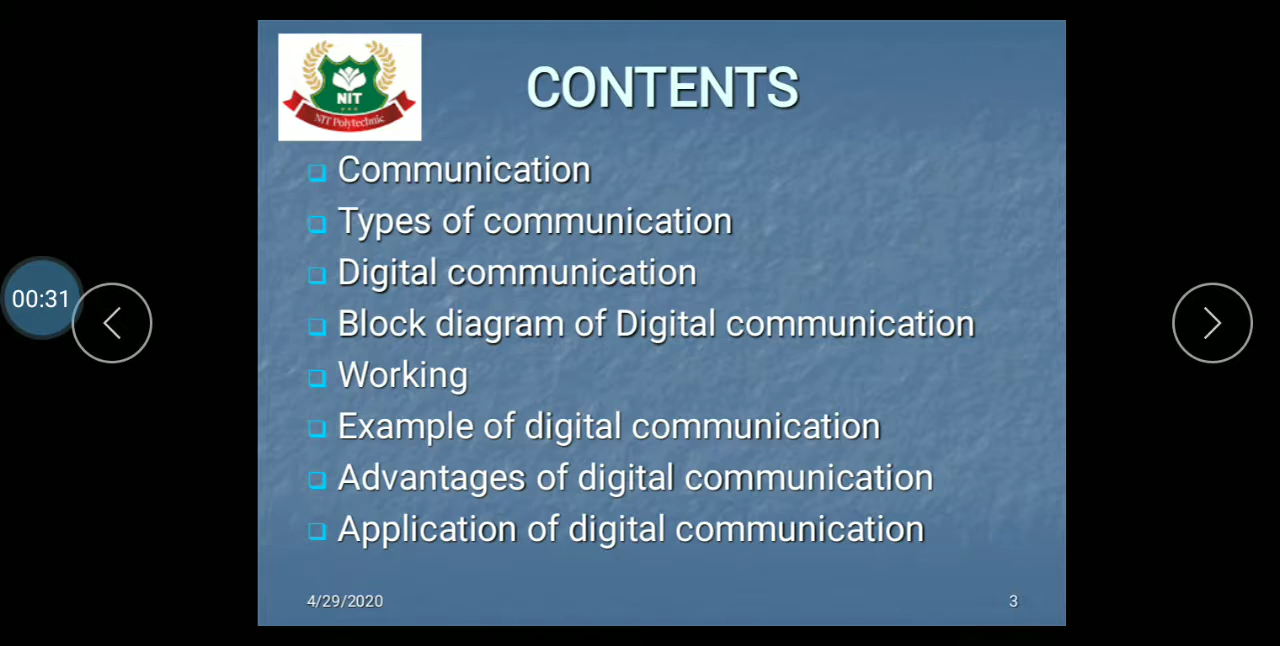 NIT
NIT Polytechnic
CONTENTS
Communication
Types of communication
Digital communication
Block diagram of Digital communication
00:31
Working
Example of digital communication
Advantages of digital communication
Application of digital communication
4/29/2020
3